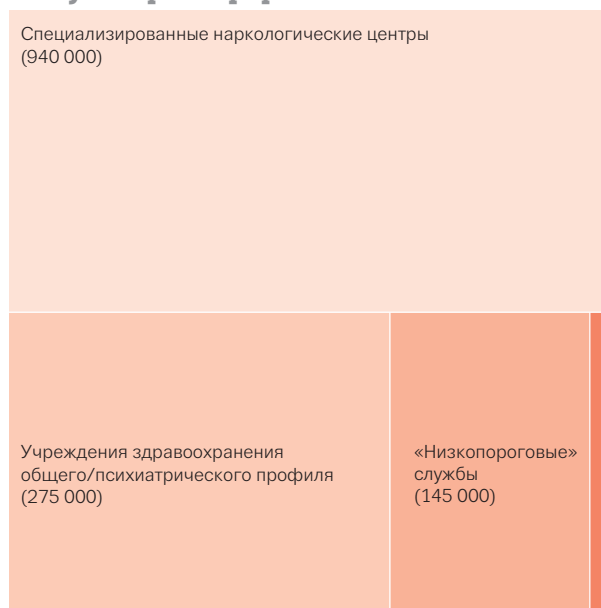 Специализированные наркологические центры
(940 000)
Учреждения здравоохранения
общего/психиатрического профиля
(275 000)
«Низкопороговые»
службы
(145 000)